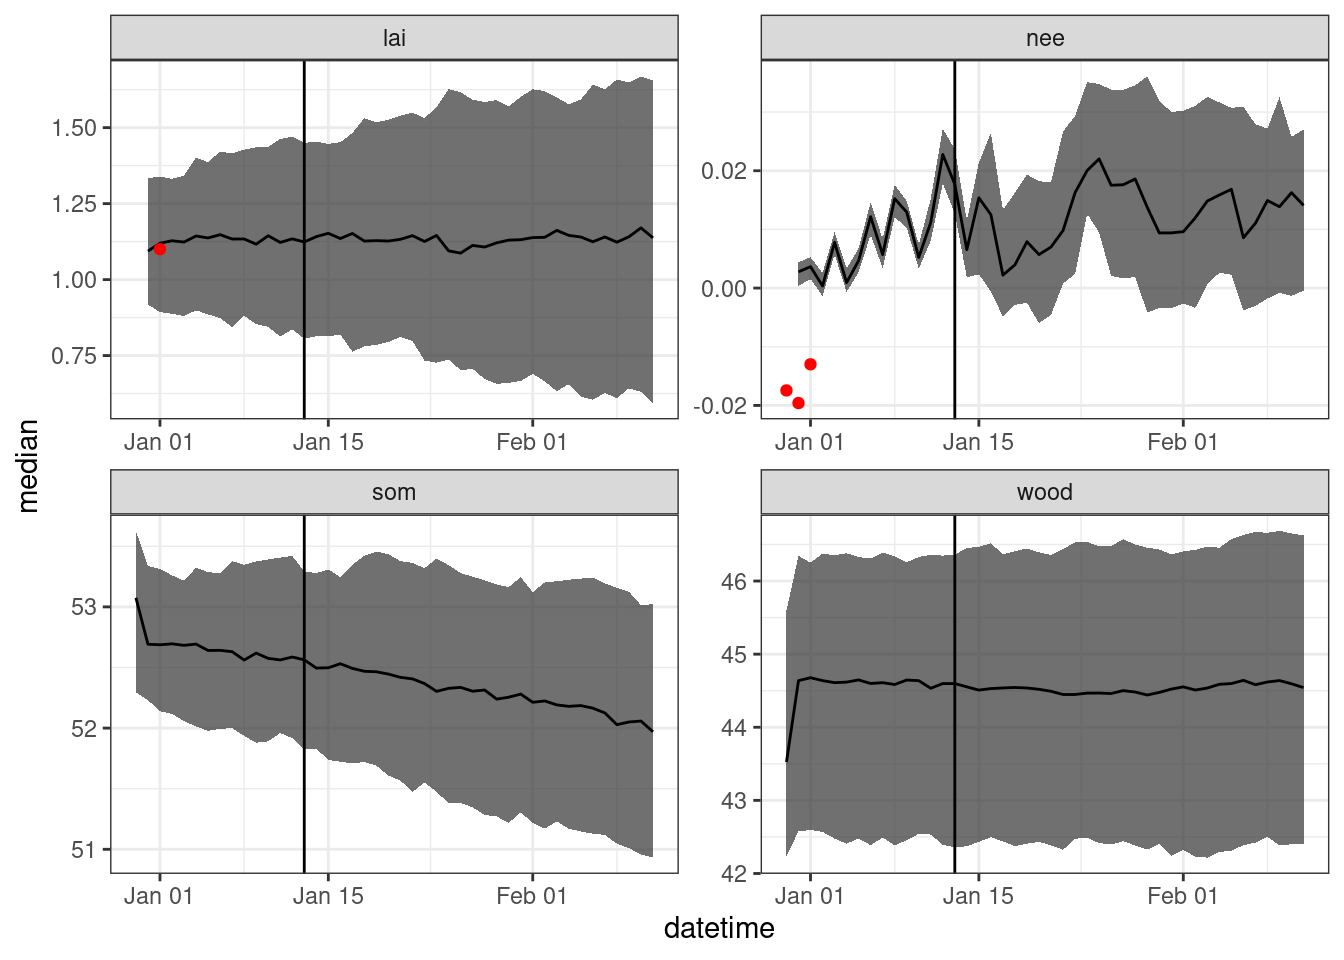 lai
nee
1.50
1.25
1.00
0.75
0.02
0.00
-0.02
Jan 01
Jan 15
Feb 01
Jan 01
Jan 15
Feb 01
median
som
wood
53
52
51
46
45
44
43
42
Jan 01
Jan 15
Feb 01
Jan 01
Jan 15
Feb 01
datetime